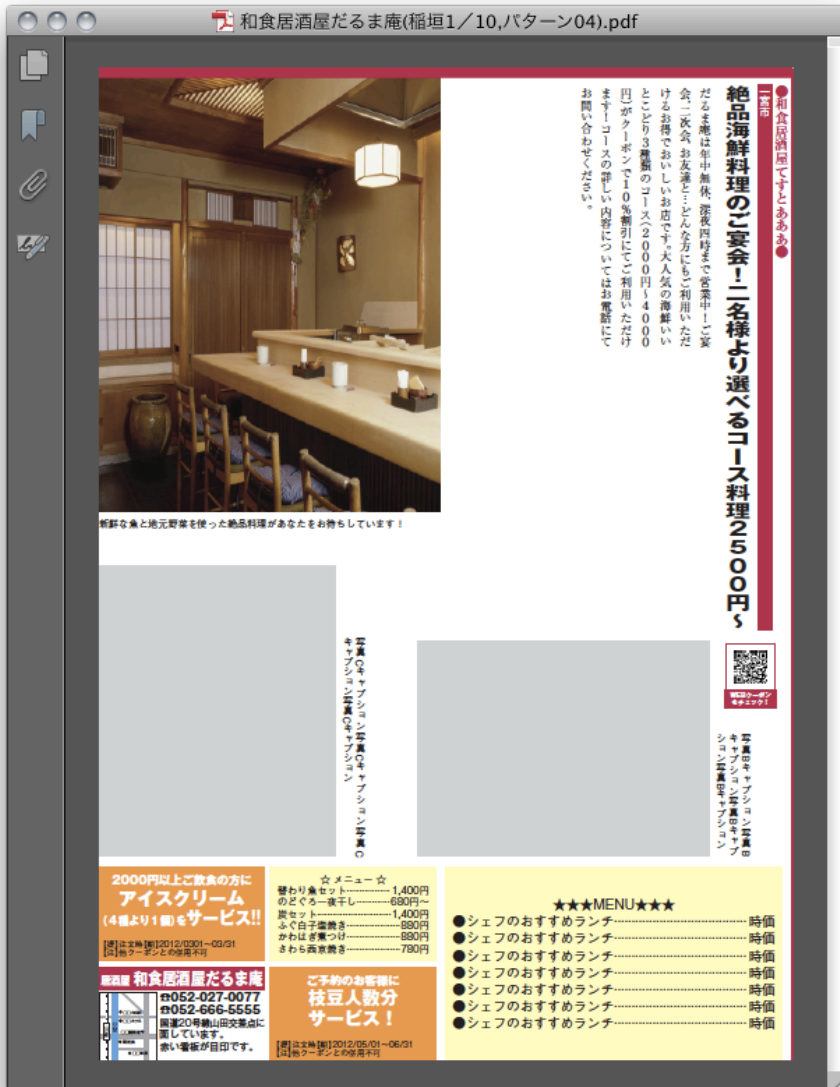 和食居酒屋だるま庵(稲垣1／10,パターン04).pdf
●和食居酒屋てすとあああ●
一宮市
絶品海鮮料理のご宴会！二名様より選べるコース料理2500円〜
だるま庵は年中無休、深夜四時まで営業中！ご宴
会、二次会、お友達と…どんな方にもご利用いただ
けるお得でおいしいお店です。大人気の海鮮いい
とこどり3種類のコース(2000円〜4000
円)がクーポンで10%割引にてご利用いただけ
ます！コースの詳しい内容についてはお電話にて
お問い合わせください。
新鮮な魚と地元野菜を使った絶品料理があなたをお待ちしています！
WEBクーポン
をチェック！
写真Bキャプション写真B
キャプション写真Bキャプ
ション写真Bキャプション
写真Cキャプション写真Cキャプション写真C
キャプション写真Cキャプション
2000円以上ご飲食の方に
アイスクリーム
(4種より1個)をサービス!!
[提]注文時[期]2012/0301〜03/31
[注]他クーポンとの併用不可
☆メニュー☆
替わり魚セット 1,400円
のどぐろ一夜干し 680円〜
炭セット 1,400円
ふぐ白子塩焼き 880円
かわはぎ煮つけ 880円
さわら西京焼き 780円
★★★MENU★★★
●シェフのおすすめランチ 時価
●シェフのおすすめランチ 時価
●シェフのおすすめランチ 時価
●シェフのおすすめランチ 時価
●シェフのおすすめランチ 時価
●シェフのおすすめランチ 時価
●シェフのおすすめランチ 時価
居酒屋 和食居酒屋だるま庵
☎052-027-0077
☎052-666-5555
国道20号線山田交差点に
面しています。
赤い看板が目印です。
ご予約のお客様に
枝豆人数分
サービス！
[提]注文時[期]2012/05/01〜06/31
[注]他クーポンとの併用不可